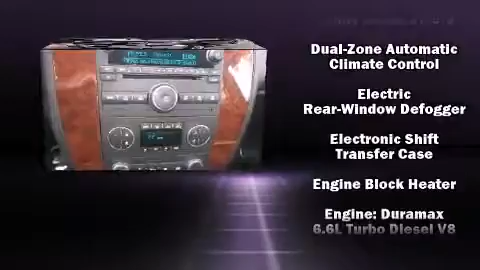 Dual-Zone Automatic
Climate Control
Electric
Rear-Window Defogger
Electronic Shift
Transfer Case
Engine Block Heater
Engine: Duramax
6.6L Turbo Diesel V8